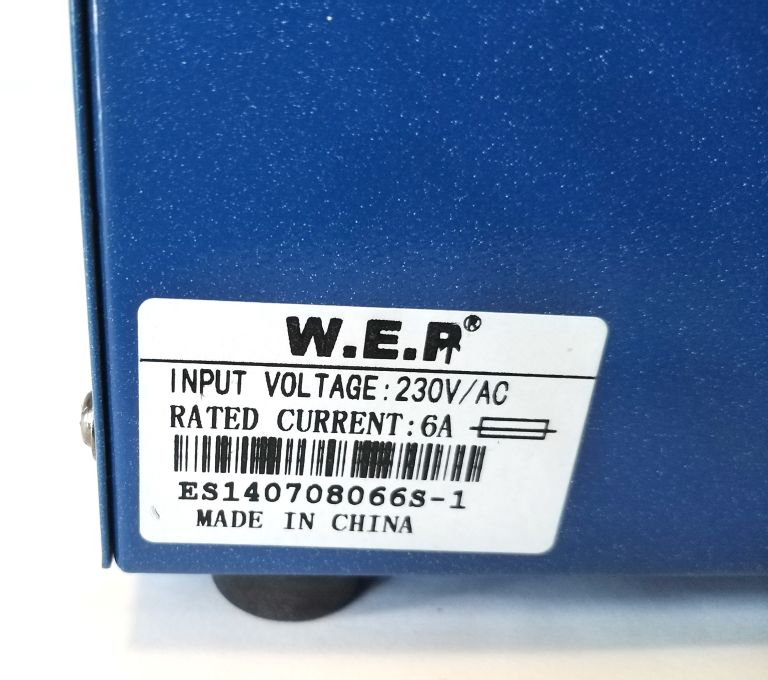 W.E.P®
INPUT VOLTAGE:230V/AC
RATED CURRENT:6A
ES140708066S-1
MADE IN CHINA